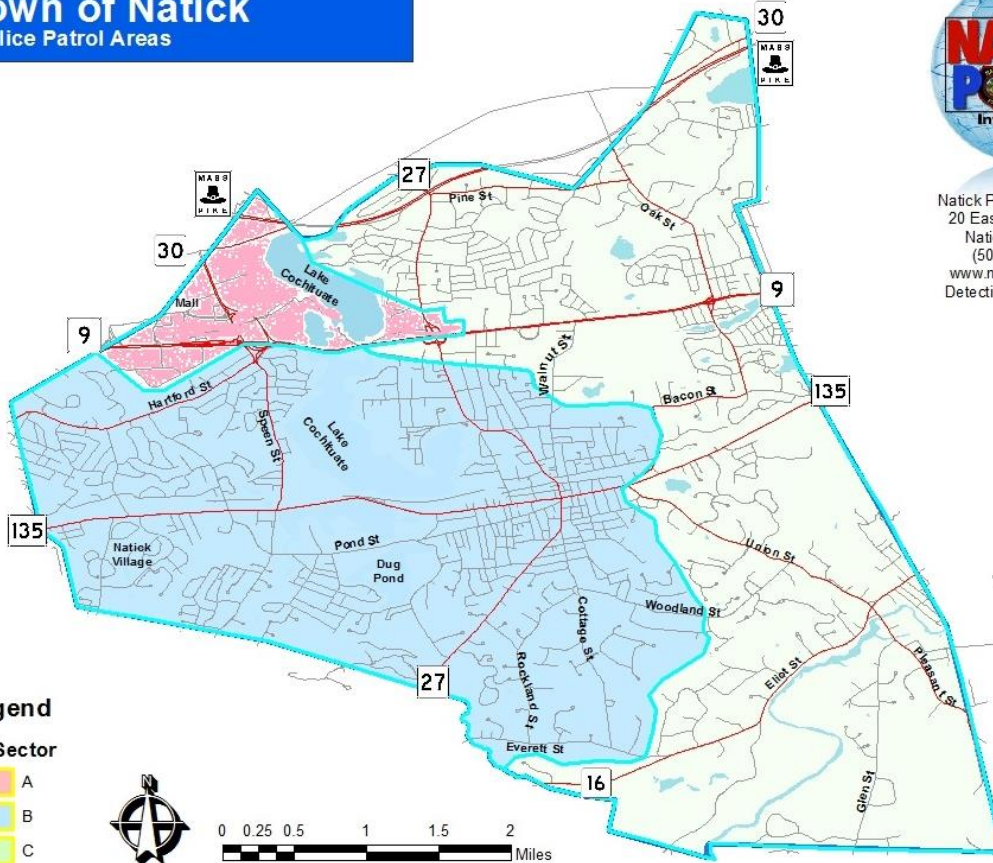 own of Natick
lice Patrol Areas
30
MASS
PIKE
NA
PO
In
Natick P
20 Eas
Nati
(50
www.n
Detecti
27
Pine St
Oak St
MASS
PIKE
30
Lake
Cochituate
Mall
9
9
Walnut St
Bacon St
135
Hartford St
Speen St
Lake
Cochituate
135
Natick
Village
Pond St
Dug
Pond
Union St
Woodland St
Cottage St
Rockland St
Eliot St
Pleasant St
27
Everett St
16
Glen St
gend
Sector
A
B
C
N
0 0.25 0.5 1 1.5 2
Miles